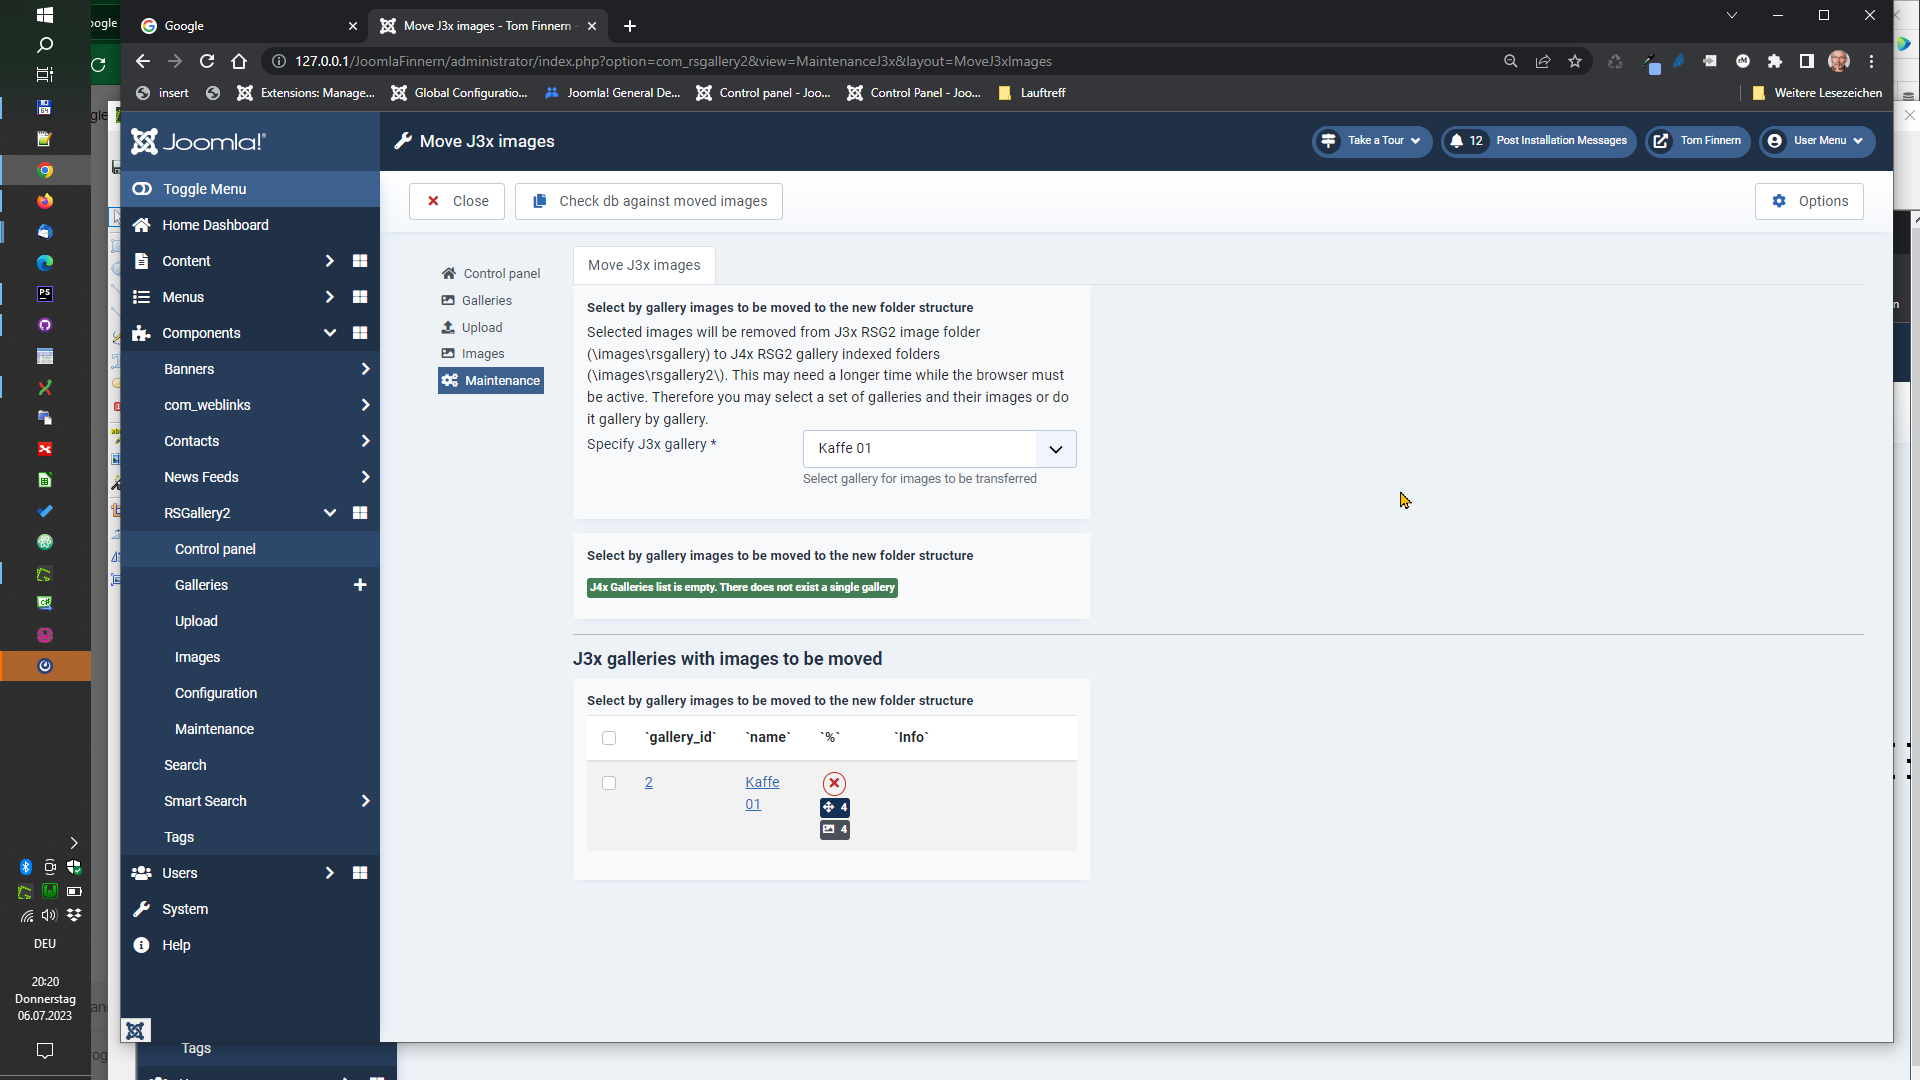 Google
Move J3x images - Tom Finnern -
127.0.0.1/JoomlaFinnern/administrator/index.php?option=com_rsgallery2&view=MaintenanceJ3x&layout=MoveJ3xImages
insert
Extensions: Manage...
Global Configuratio...
Joomla! General De...
Control panel - Joo...
Control Panel - Joo...
Lauftreff
Weitere Lesezeichen
Joomla!
Move J3x images
Take a Tour
12 Post Installation Messages
Tom Finnern
User Menu
Toggle Menu
Home Dashboard
Content
Menus
Components
Banners
com_weblinks
Contacts
News Feeds
RSGallery2
Control panel
Galleries
Upload
Images
Configuration
Maintenance
Search
Smart Search
Tags
Users
System
Help
Tags
Close
Check db against moved images
Options
Control panel
Galleries
Upload
Images
Maintenance
Move J3x images
Select by gallery images to be moved to the new folder structure
Selected images will be removed from J3x RSG2 image folder
(\images\rsgallery) to J4x RSG2 gallery indexed folders
(\images\rsgallery2\). This may need a longer time while the browser must
be active. Therefore you may select a set of galleries and their images or do
it gallery by gallery.
Specify J3x gallery *
Kaffe 01
Select gallery for images to be transferred
Select by gallery images to be moved to the new folder structure
J4x Galleries list is empty. There does not exist a single gallery
J3x galleries with images to be moved
Select by gallery images to be moved to the new folder structure
`gallery_id` `name` `%` `Info`
2 Kaffe
01
4
4
PS
DEU
20:20
Donnerstag
06.07.2023